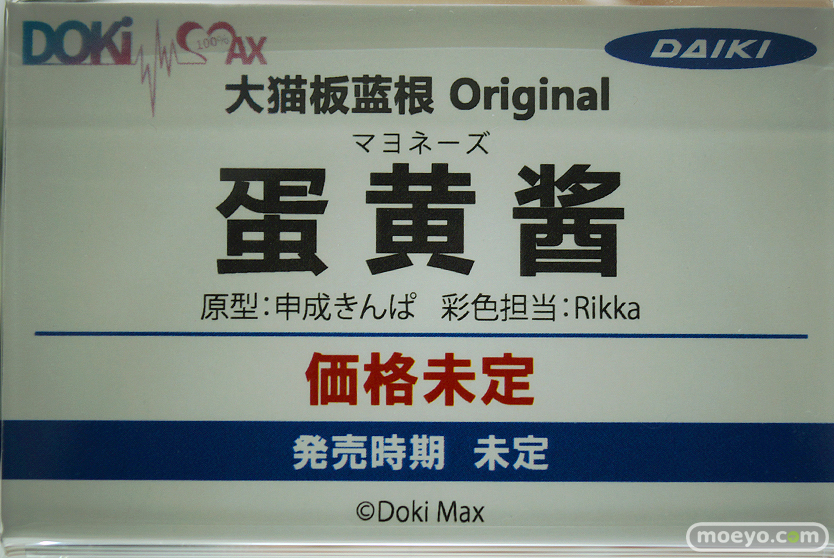 DOKi 100% MAX
DAIKI
大猫板蓝根 Original
マヨネーズ
蛋黄酱
原型：申成きんぱ 彩色担当：Rikka
価格未定
発売時期 未定
©Doki Max
moeyo.com